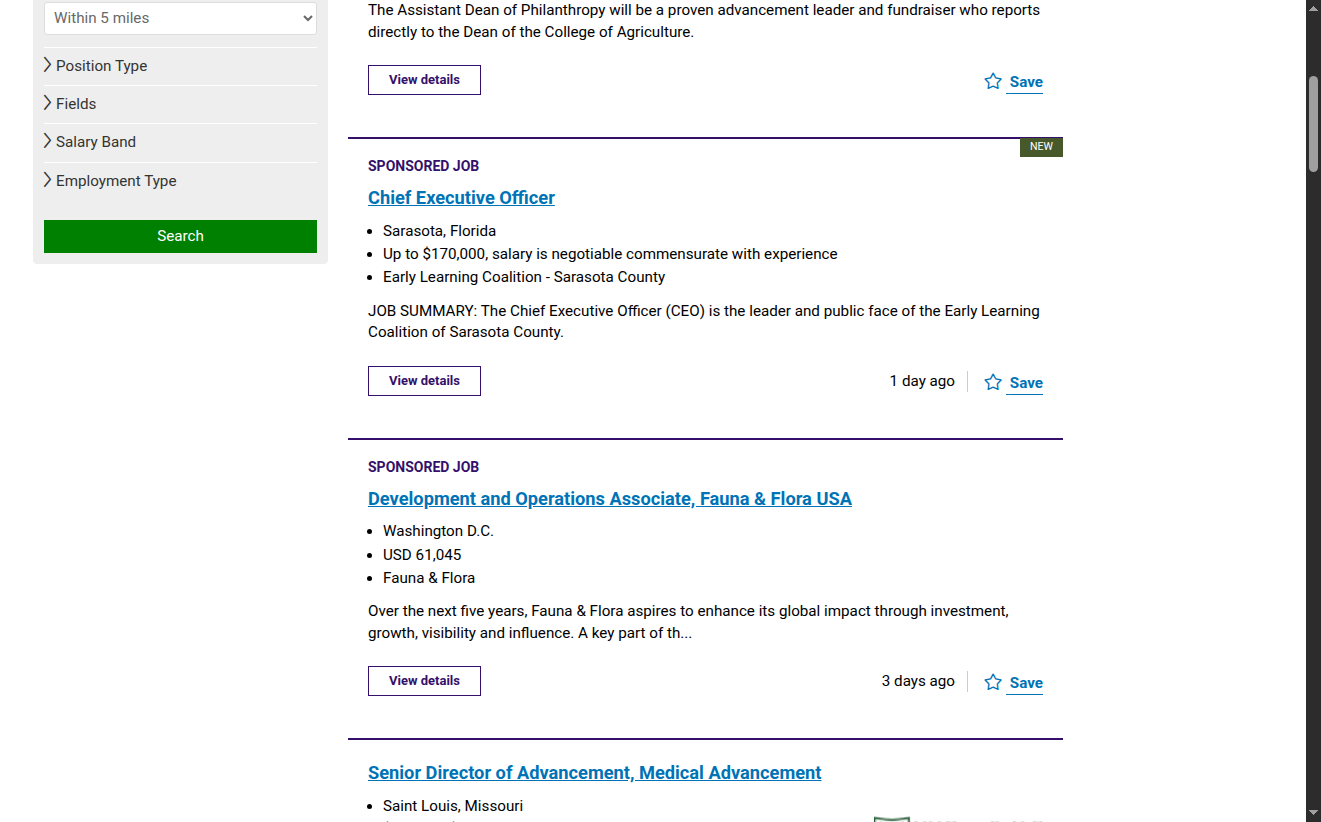 Within 5 miles
Position Type
Fields
Salary Band
Employment Type
Search
The Assistant Dean of Philanthropy will be a proven advancement leader and fundraiser who reports
directly to the Dean of the College of Agriculture.
View details
Save
NEW
SPONSORED JOB
Chief Executive Officer
Sarasota, Florida
Up to $170,000, salary is negotiable commensurate with experience
Early Learning Coalition - Sarasota County
JOB SUMMARY: The Chief Executive Officer (CEO) is the leader and public face of the Early Learning
Coalition of Sarasota County.
View details
1 day ago
Save
SPONSORED JOB
Development and Operations Associate, Fauna & Flora USA
Washington D.C.
USD 61,045
Fauna & Flora
Over the next five years, Fauna & Flora aspires to enhance its global impact through investment,
growth, visibility and influence. A key part of th...
View details
3 days ago
Save
Senior Director of Advancement, Medical Advancement
Saint Louis, Missouri